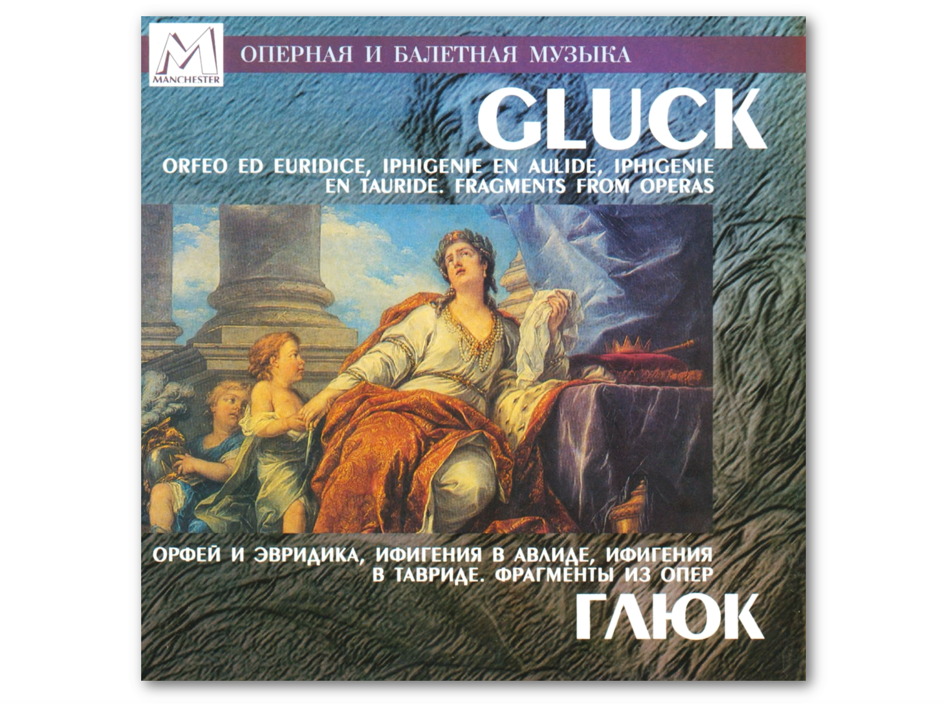 MANCHESTER
ОПЕРНАЯ И БАЛЕТНАЯ МУЗЫКА
GLUCK
ORFEO ED EURIDICE, IPHIGENIE EN AULIDE, IPHIGENIE
EN TAURIDE. FRAGMENTS FROM OPERAS
ОРФЕЙ И ЭВРИДИКА, ИФИГЕНИЯ В АВЛИДЕ, ИФИГЕНИЯ
В ТАВРИДЕ. ФРАГМЕНТЫ ИЗ ОПЕР
ГЛЮК